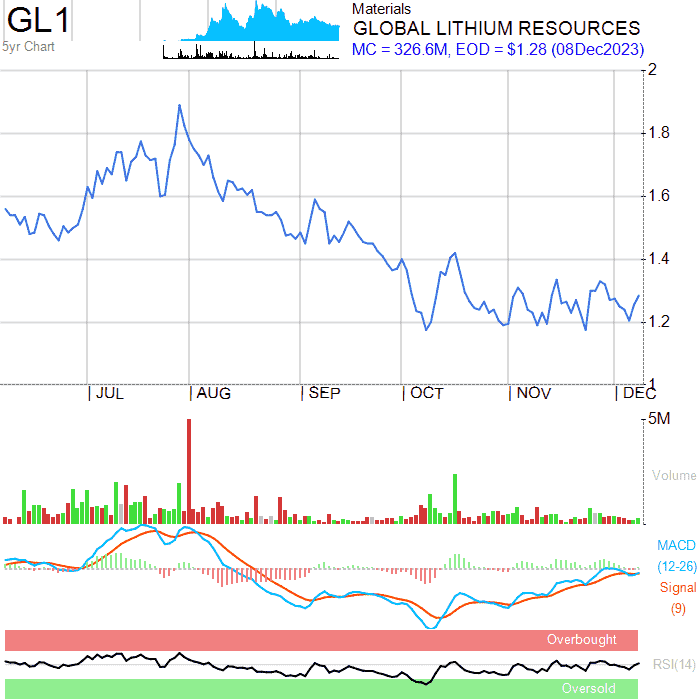 GL1
5yr Chart
Materials
GLOBAL LITHIUM RESOURCES
MC = 326.6M, EOD = $1.28 (08Dec2023)
2
1.8
1.6
1.4
1.2
1
JUL AUG SEP OCT NOV DEC
5M
Volume
MACD
(12-26)
Signal
(9)
Overbought
RSI(14)
Oversold